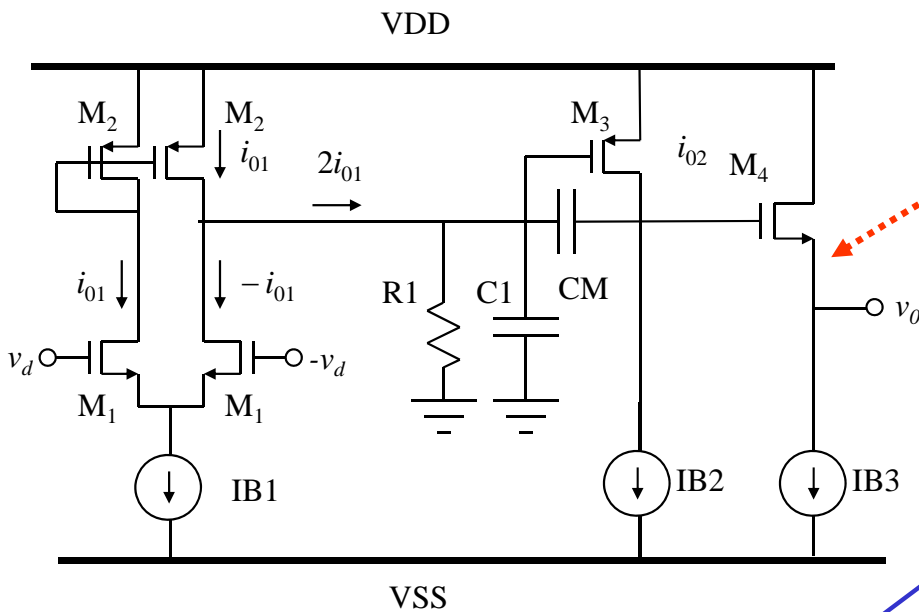 VDD
M2 M2 M3
i01 i02
2i01 M4
i01 −i01 R1 C1 CM
v0
vd -vd
M1 M1
IB1 IB2 IB3
VSS